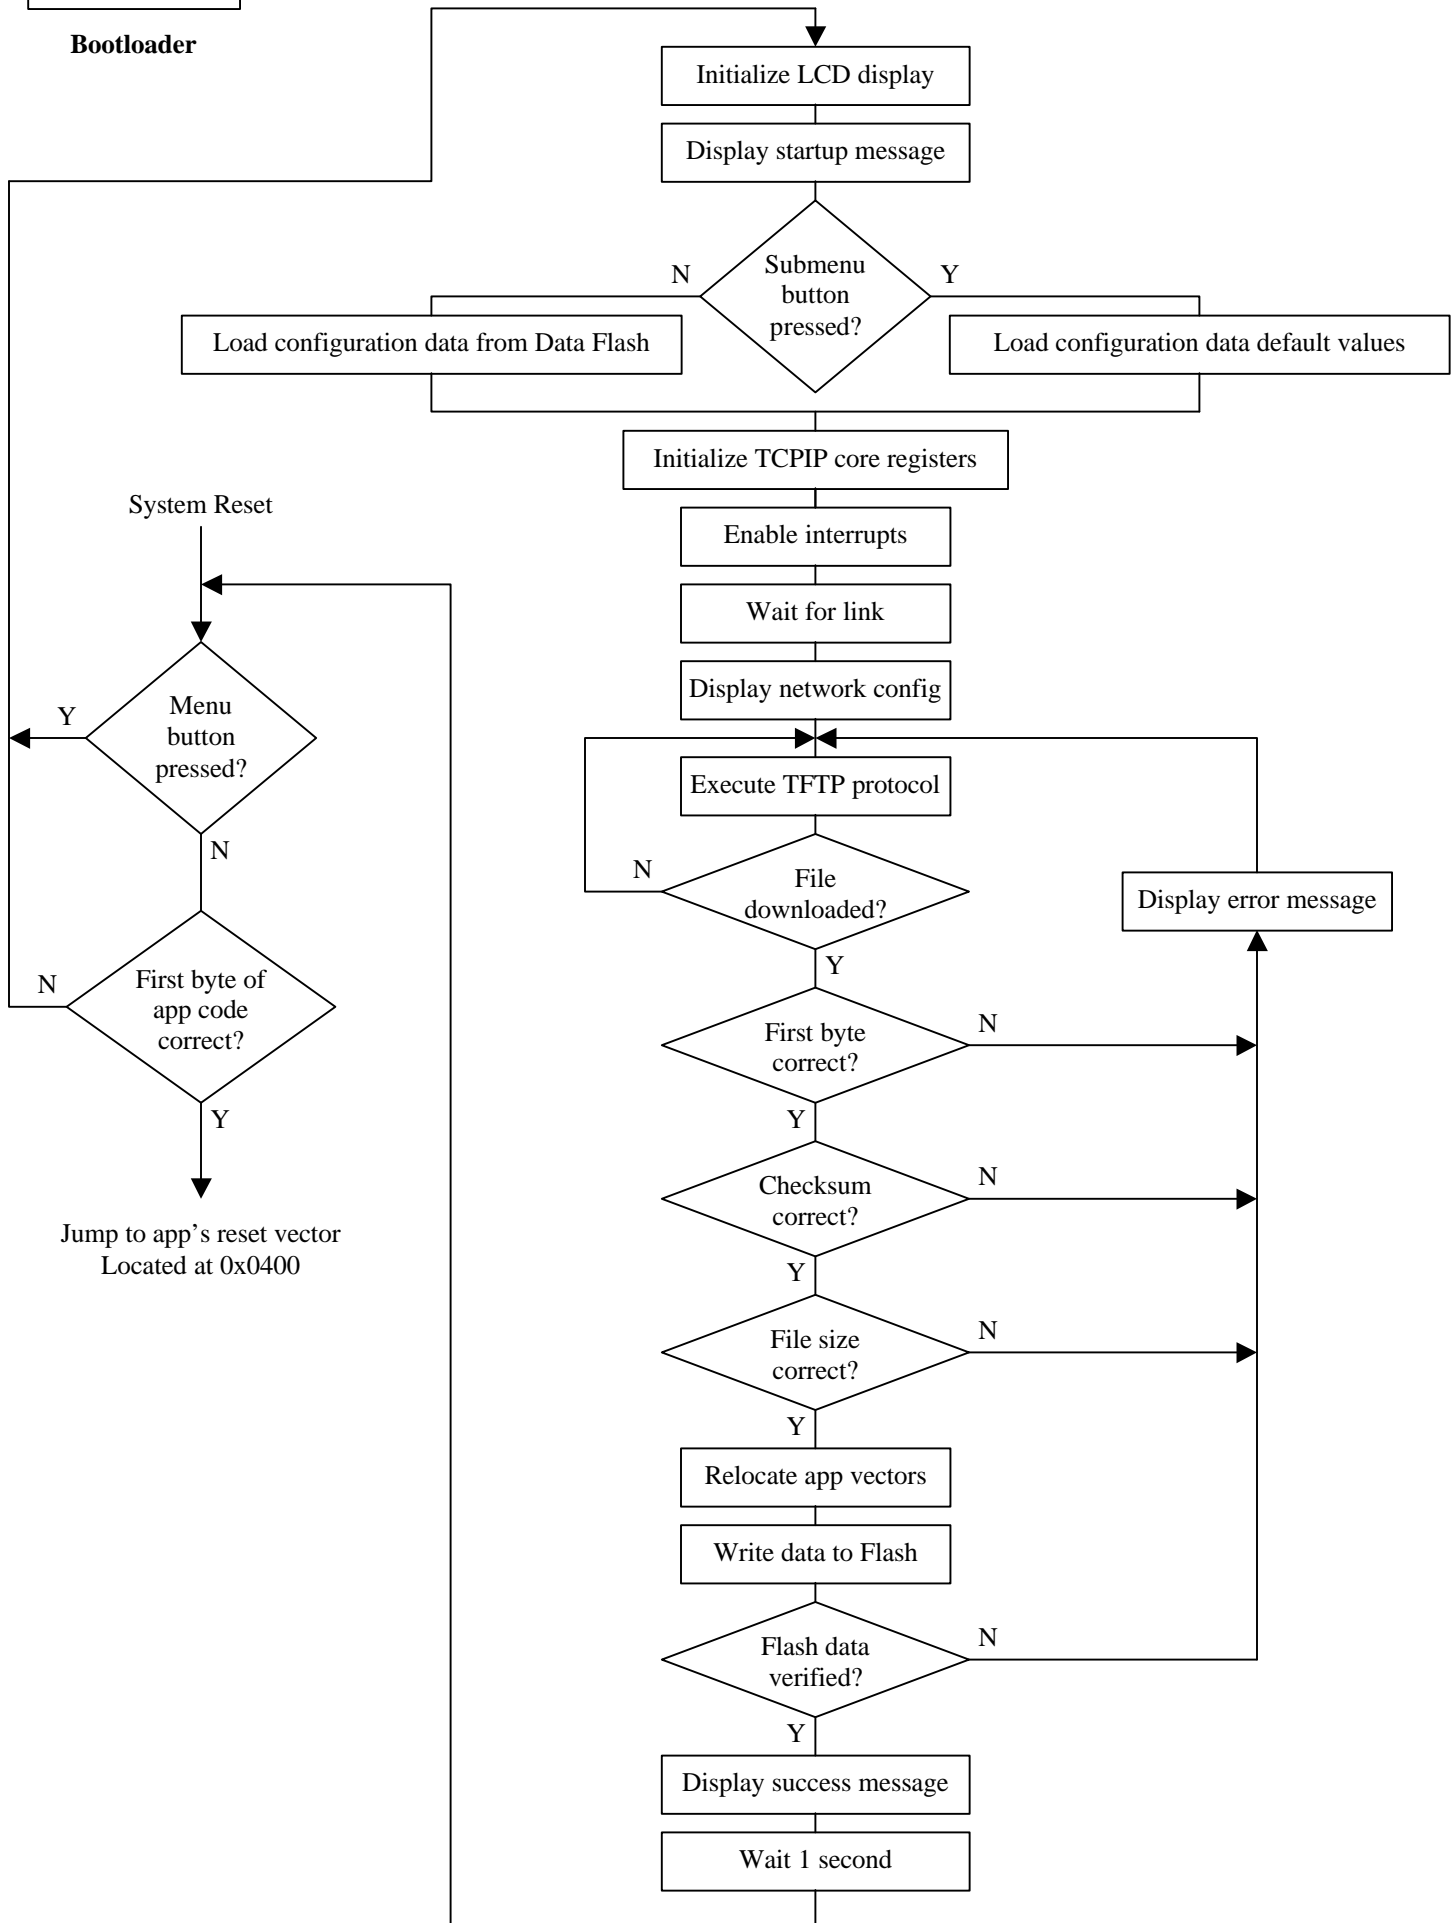 Bootloader
Initialize LCD display
Display startup message
Submenu
button
pressed?
N
Y
Load configuration data from Data Flash
Load configuration data default values
Initialize TCPIP core registers
System Reset
Enable interrupts
Wait for link
Display network config
Menu
button
pressed?
Y
N
Execute TFTP protocol
File
downloaded?
N
Y
Display error message
First byte of
app code
correct?
N
Y
Jump to app’s reset vector
Located at 0x0400
First byte
correct?
N
Y
Checksum
correct?
N
Y
File size
correct?
N
Y
Relocate app vectors
Write data to Flash
Flash data
verified?
N
Y
Display success message
Wait 1 second